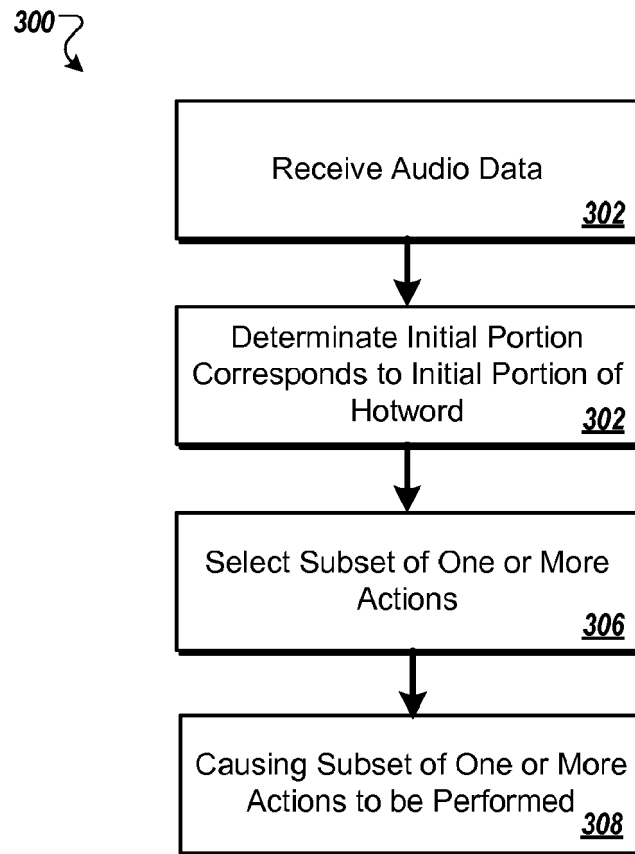 300
Receive Audio Data
302
Determinate Initial Portion
Corresponds to Initial Portion of
Hotword
302
Select Subset of One or More
Actions
306
Causing Subset of One or More
Actions to be Performed
308